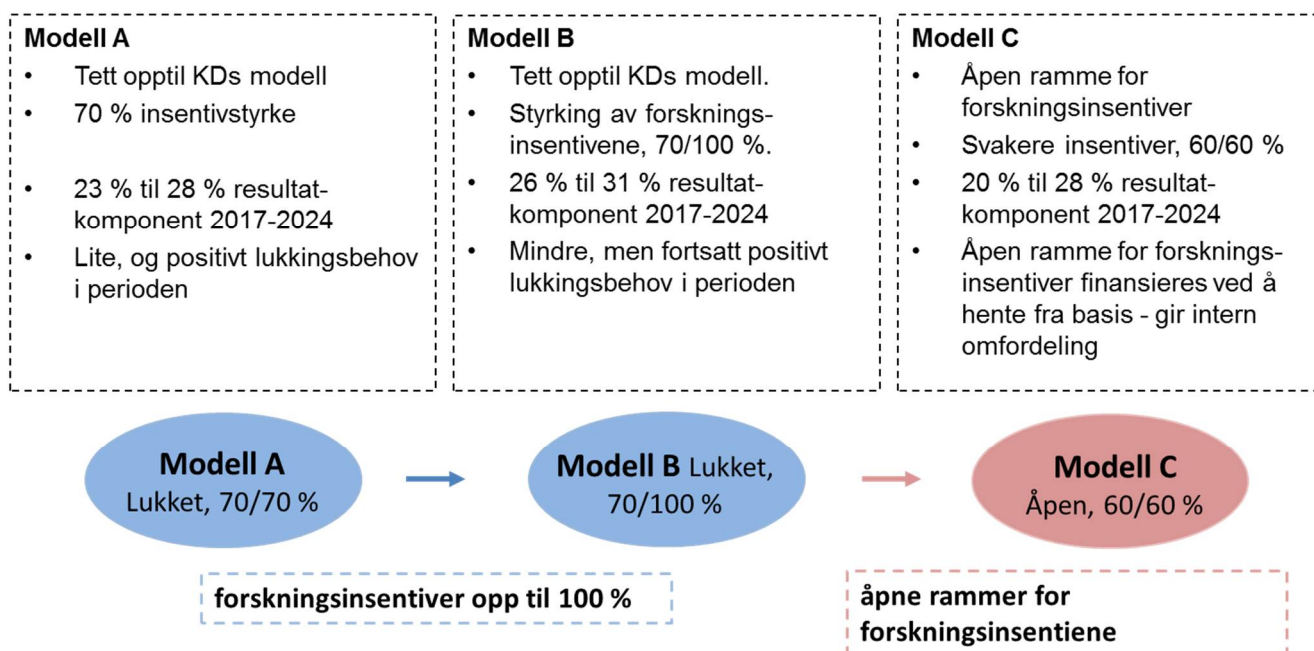 Modell A
• Tett opptil KDs modell
• 70 % insentivstyrke
• 23 % til 28 % resultat-
komponent 2017-2024
• Lite, og positivt lukkingsbehov
i perioden
Modell B
• Tett opptil KDs modell.
• Styrking av forsknings-
insentivene, 70/100 %.
• 26 % til 31 % resultat-
komponent 2017-2024
• Mindre, men fortsatt positivt
lukkingsbehov i perioden
Modell C
• Åpen ramme for
forskningsinsentiver
• Svakere insentiver, 60/60 %
• 20 % til 28 % resultat-
komponent 2017-2024
• Åpen ramme for forsknings-
insentiver finansieres ved å
hente fra basis - gir intern
omfordeling
Modell A
Lukket, 70/70 %
Modell B Lukket,
70/100 %
Modell C
Åpen, 60/60 %
forskningsinsentiver opp til 100 %
åpne rammer for
forskningsinsentiene